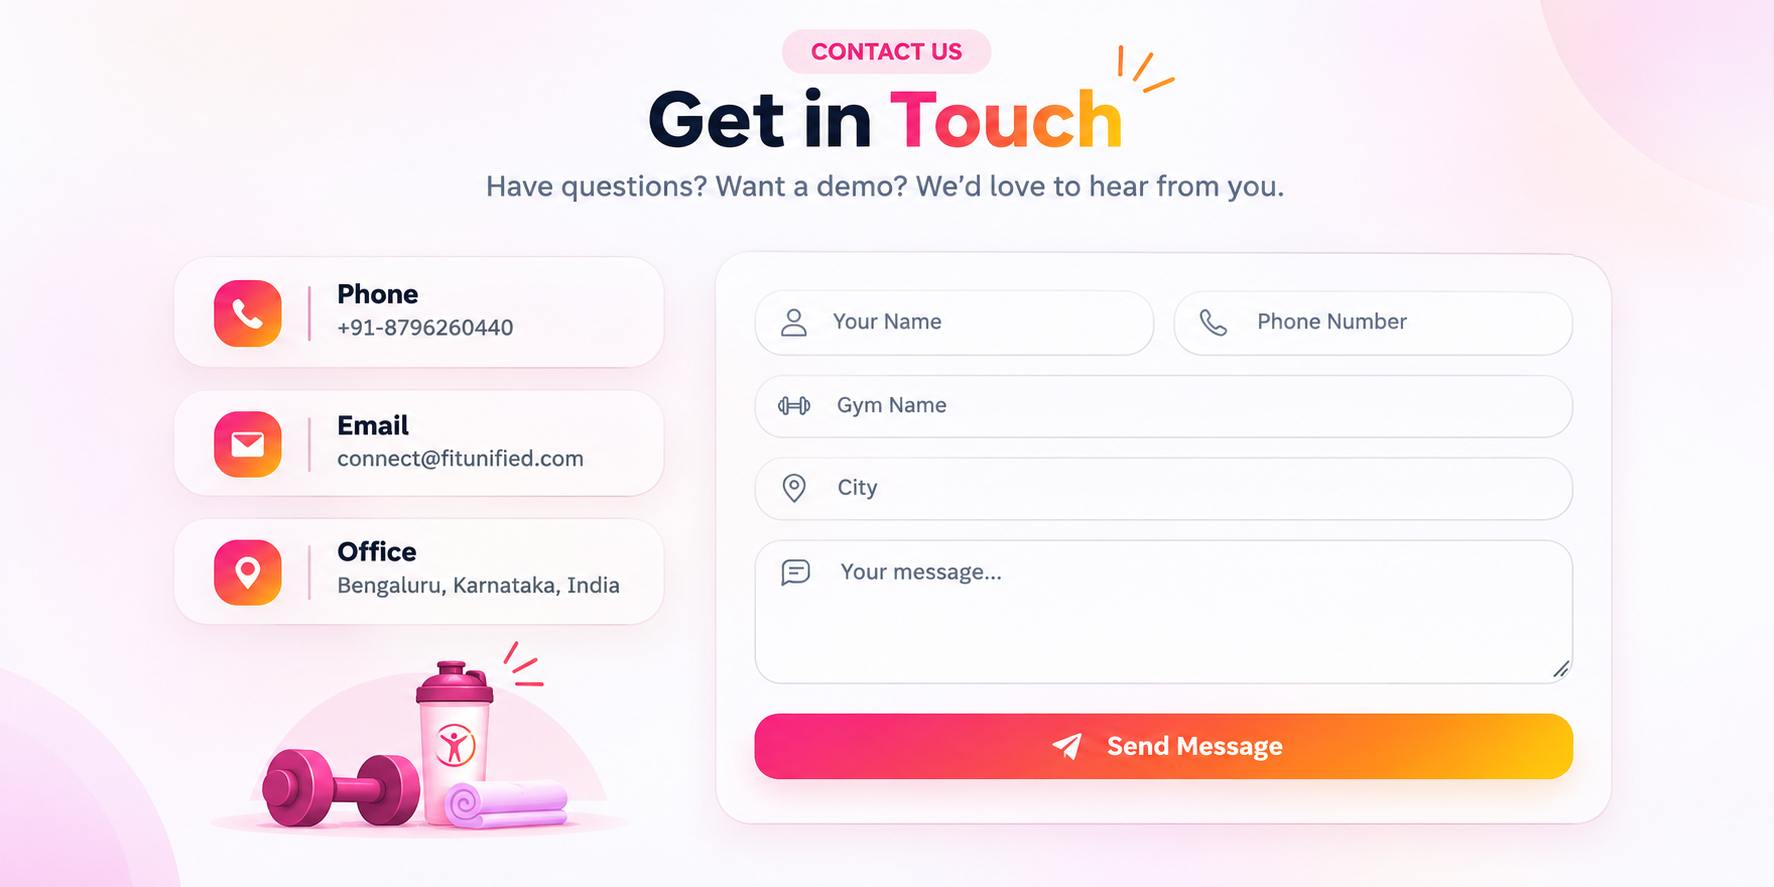 CONTACT US
Get in Touch
Have questions? Want a demo? We'd love to hear from you.
Phone
+91-8796260440
Email
connect@fitunified.com
Office
Bengaluru, Karnataka, India
Your Name
Phone Number
Gym Name
City
Your message...
Send Message